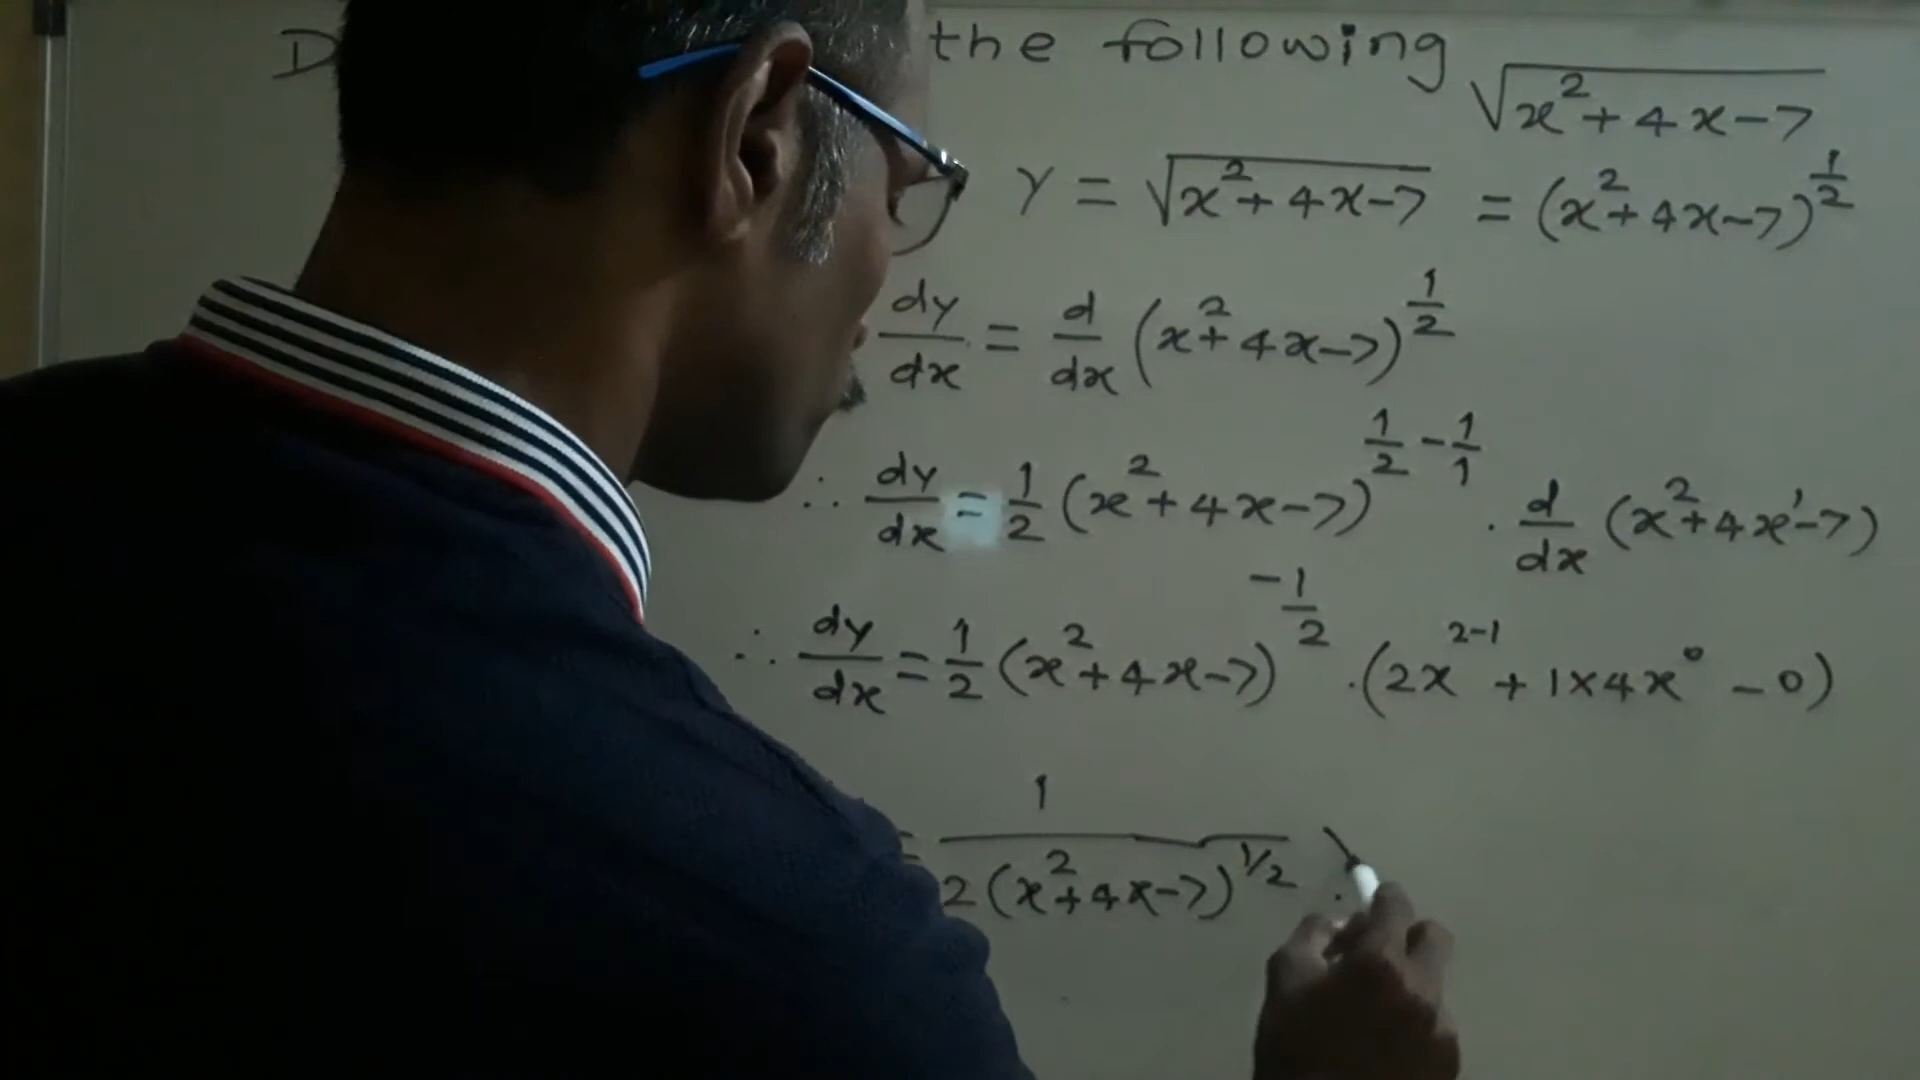 the following √(x²+4x-7)
y = √(x²+4x-7) = (x²+4x-7)^(1/2)
dy/dx = d/dx (x²+4x-7)^(1/2)
∴ dy/dx = 1/2 (x²+4x-7)^(1/2 - 1/1) . d/dx (x²+4x¹-7)
∴ dy/dx = 1/2 (x²+4x-7)^(-1/2) . (2x^(2-1) + 1×4x⁰ - 0)
= 1/(2(x²+4x-7)^(1/2)) .